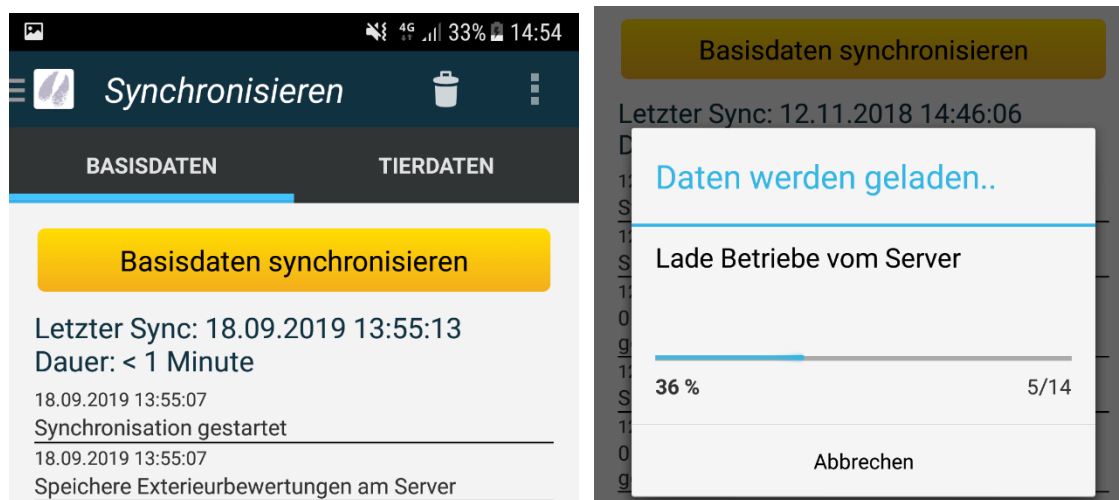 4G 33% 14:54
Synchronisieren
BASISDATEN TIERDATEN
Basisdaten synchronisieren
Letzter Sync: 18.09.2019 13:55:13
Dauer: < 1 Minute
18.09.2019 13:55:07
Synchronisation gestartet
18.09.2019 13:55:07
Speichere Exterieurbewertungen am Server
Basisdaten synchronisieren
Letzter Sync: 12.11.2018 14:46:06
Daten werden geladen..
Lade Betriebe vom Server
36 % 5/14
Abbrechen